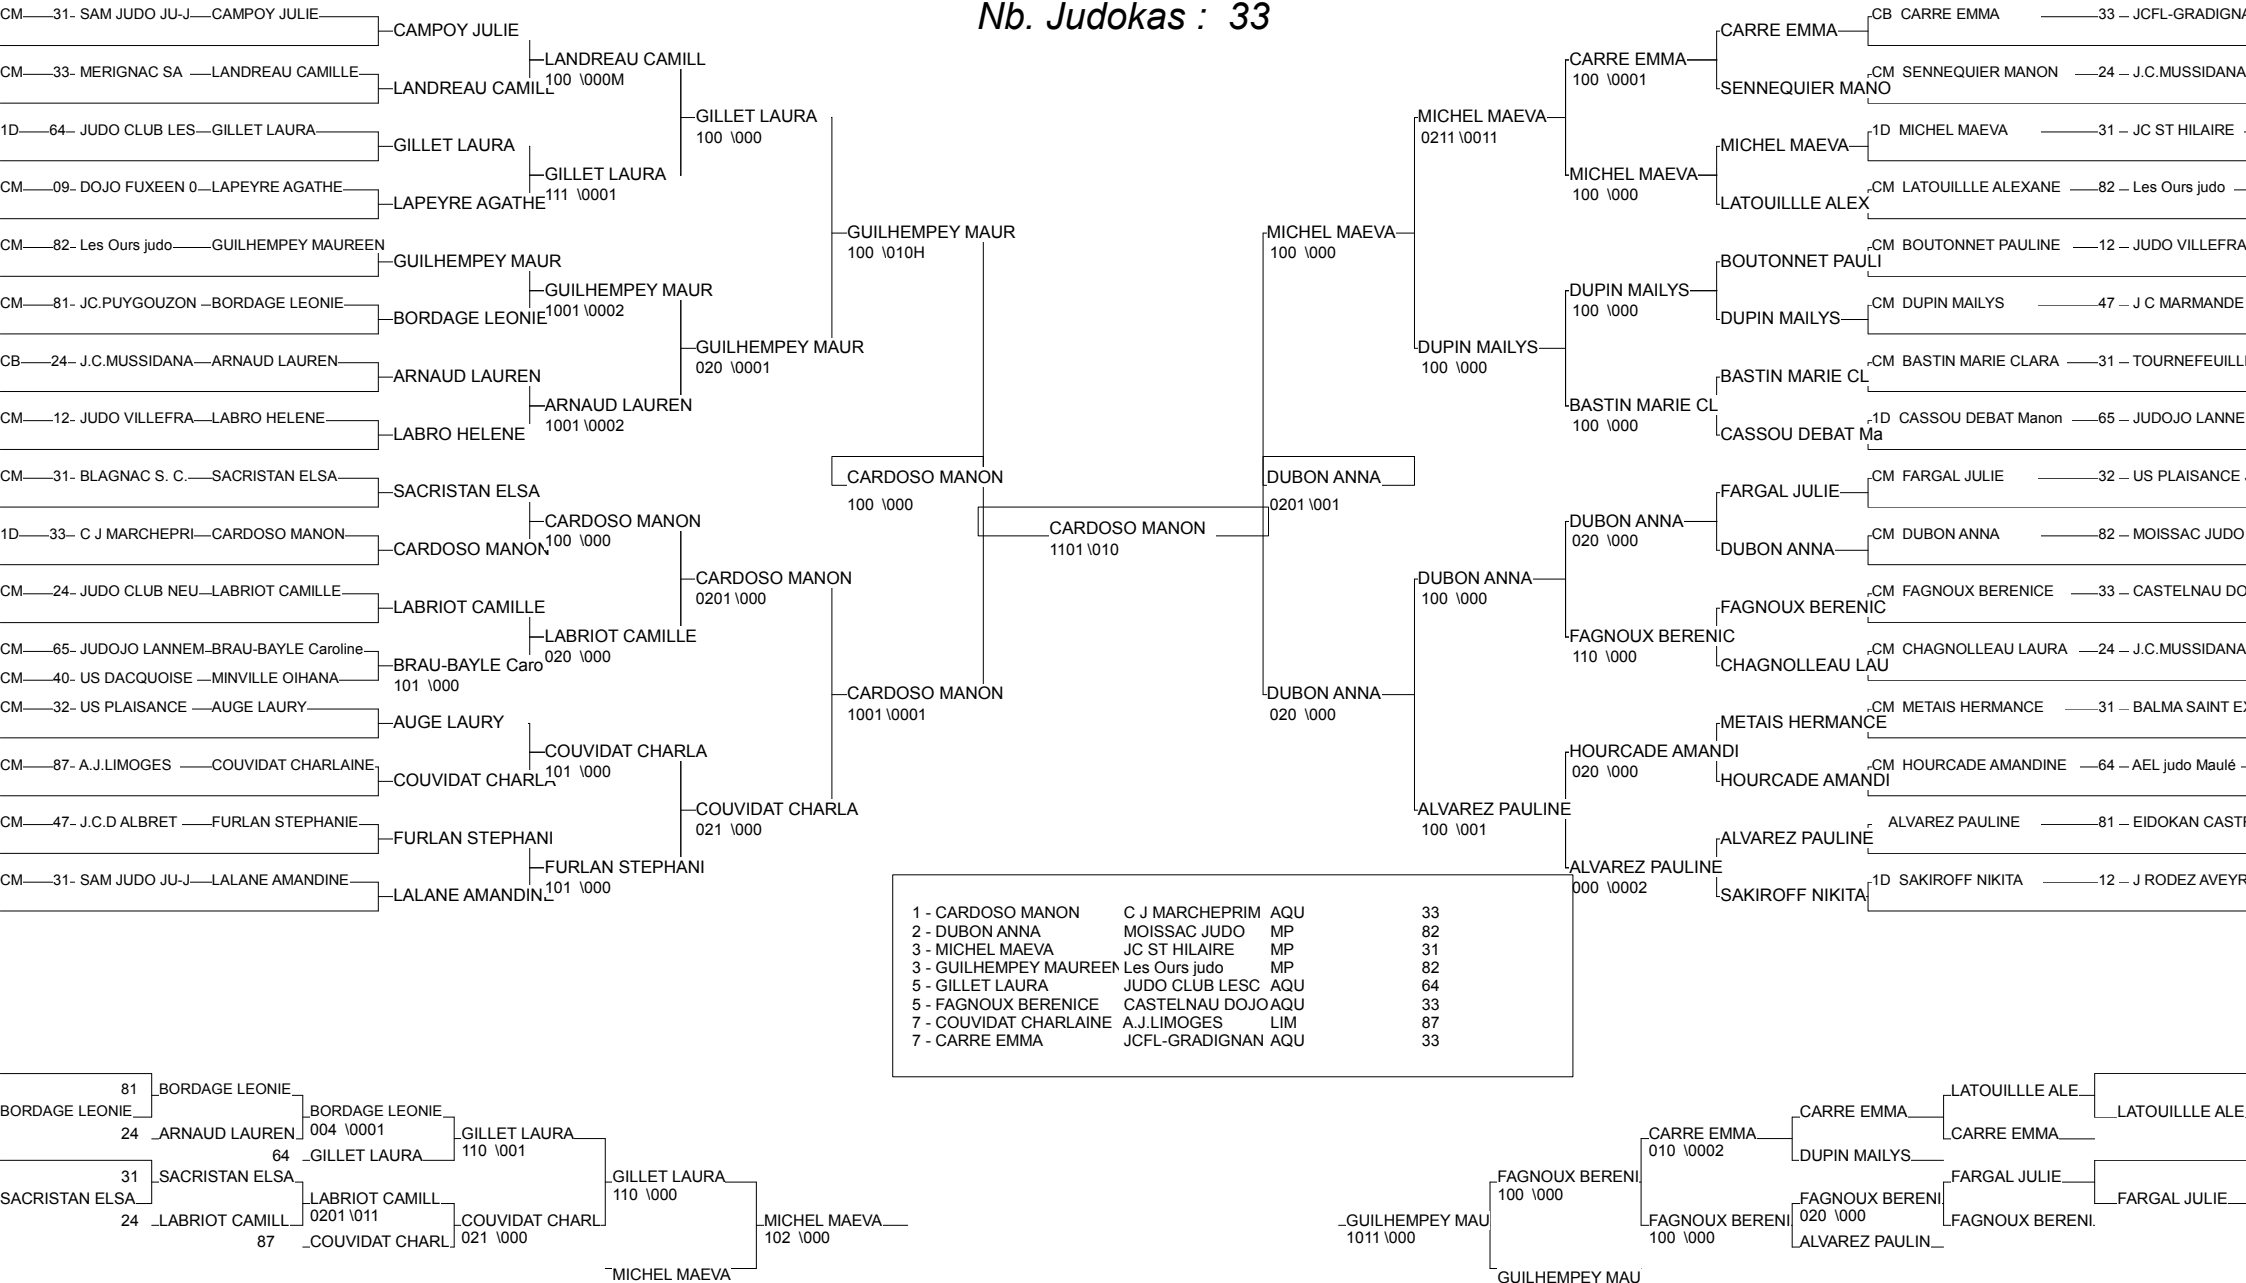 Nb. Judokas : 33
CM 31- SAM JUDO JU-J CAMPOY JULIE
CM 33- MERIGNAC SA LANDREAU CAMILLE
1D 64- JUDO CLUB LES GILLET LAURA
CM 09- DOJO FUXEEN 0 LAPEYRE AGATHE
CM 82- Les Ours judo GUILHEMPEY MAUREEN
CM 81- JC.PUYGOUZON BORDAGE LEONIE
CB 24- J.C.MUSSIDANA ARNAUD LAUREN
CM 12- JUDO VILLEFRA LABRO HELENE
CM 31- BLAGNAC S. C. SACRISTAN ELSA
1D 33- C J MARCHEPRI CARDOSO MANON
CM 24- JUDO CLUB NEU LABRIOT CAMILLE
CM 65- JUDOJO LANNEM BRAU-BAYLE Caroline
CM 40- US DACQUOISE MINVILLE OIHANA
CM 32- US PLAISANCE AUGE LAURY
CM 87- A.J.LIMOGES COUVIDAT CHARLAINE
CM 47- J.C.D ALBRET FURLAN STEPHANIE
CM 31- SAM JUDO JU-J LALANE AMANDINE
CAMPOY JULIE
LANDREAU CAMILL
GILLET LAURA
LAPEYRE AGATHE
GUILHEMPEY MAUR
BORDAGE LEONIE
ARNAUD LAUREN
LABRO HELENE
SACRISTAN ELSA
CARDOSO MANON
LABRIOT CAMILLE
BRAU-BAYLE Caro
101 \000
AUGE LAURY
COUVIDAT CHARLA
FURLAN STEPHANI
LALANE AMANDIN
LANDREAU CAMILL
100 \000M
GILLET LAURA
111 \0001
GUILHEMPEY MAUR
1001 \0002
ARNAUD LAUREN
1001 \0002
CARDOSO MANON
100 \000
LABRIOT CAMILLE
020 \000
COUVIDAT CHARLA
101 \000
FURLAN STEPHANI
101 \000
GILLET LAURA
100 \000
GUILHEMPEY MAUR
020 \0001
CARDOSO MANON
0201 \000
COUVIDAT CHARLA
021 \000
GUILHEMPEY MAUR
100 \010H
CARDOSO MANON
100 \000
CARDOSO MANON
1001 \0001
CARDOSO MANON
1101 \010
MICHEL MAEVA
100 \000
DUBON ANNA
0201 \001
DUBON ANNA
020 \000
MICHEL MAEVA
0211 \0011
DUPIN MAILYS
100 \000
DUBON ANNA
100 \000
ALVAREZ PAULINE
100 \001
CARRE EMMA
100 \0001
MICHEL MAEVA
100 \000
DUPIN MAILYS
100 \000
BASTIN MARIE CL
100 \000
DUBON ANNA
020 \000
FAGNOUX BERENIC
110 \000
HOURCADE AMANDI
020 \000
ALVAREZ PAULINE
000 \0002
CARRE EMMA
SENNEQUIER MANO
MICHEL MAEVA
LATOUILLLE ALEX
BOUTONNET PAULI
DUPIN MAILYS
BASTIN MARIE CL
CASSOU DEBAT Ma
FARGAL JULIE
DUBON ANNA
FAGNOUX BERENIC
CHAGNOLLEAU LAU
METAIS HERMANCE
HOURCADE AMANDI
ALVAREZ PAULINE
SAKIROFF NIKITA
CB CARRE EMMA 33 – JCFL-GRADIGNA
CM SENNEQUIER MANON 24 – J.C.MUSSIDANA
1D MICHEL MAEVA 31 – JC ST HILAIRE
CM LATOUILLLE ALEXANE 82 – Les Ours judo
CM BOUTONNET PAULINE 12 – JUDO VILLEFRA
CM DUPIN MAILYS 47 – J C MARMANDE
CM BASTIN MARIE CLARA 31 – TOURNEFEUILL
1D CASSOU DEBAT Manon 65 – JUDOJO LANNE
CM FARGAL JULIE 32 – US PLAISANCE
CM DUBON ANNA 82 – MOISSAC JUDO
CM FAGNOUX BERENICE 33 – CASTELNAU DO
CM CHAGNOLLEAU LAURA 24 – J.C.MUSSIDANA
CM METAIS HERMANCE 31 – BALMA SAINT EX
CM HOURCADE AMANDINE 64 – AEL judo Maulé
ALVAREZ PAULINE 81 – EIDOKAN CAST
1D SAKIROFF NIKITA 12 – J RODEZ AVEYR
1 - CARDOSO MANON C J MARCHEPRIM AQU 33
2 - DUBON ANNA MOISSAC JUDO MP 82
3 - MICHEL MAEVA JC ST HILAIRE MP 31
3 - GUILHEMPEY MAUREEN Les Ours judo MP 82
5 - GILLET LAURA JUDO CLUB LESC AQU 64
5 - FAGNOUX BERENICE CASTELNAU DOJO AQU 33
7 - COUVIDAT CHARLAINE A.J.LIMOGES LIM 87
7 - CARRE EMMA JCFL-GRADIGNAN AQU 33
BORDAGE LEONIE
SACRISTAN ELSA
81 BORDAGE LEONIE
24 ARNAUD LAUREN
31 SACRISTAN ELSA
24 LABRIOT CAMILL
BORDAGE LEONIE
004 \0001
64 GILLET LAURA
LABRIOT CAMILL
0201 \011
87 COUVIDAT CHARL
GILLET LAURA
110 \001
COUVIDAT CHARL
021 \000
GILLET LAURA
110 \000
MICHEL MAEVA
MICHEL MAEVA
102 \000
GUILHEMPEY MAU
1011 \000
FAGNOUX BERENI
100 \000
GUILHEMPEY MAU
CARRE EMMA
010 \0002
FAGNOUX BERENI
100 \000
CARRE EMMA
DUPIN MAILYS
FAGNOUX BERENI
020 \000
ALVAREZ PAULIN
LATOUILLLE ALE
CARRE EMMA
FARGAL JULIE
FAGNOUX BERENI
LATOUILLLE ALE
FARGAL JULIE